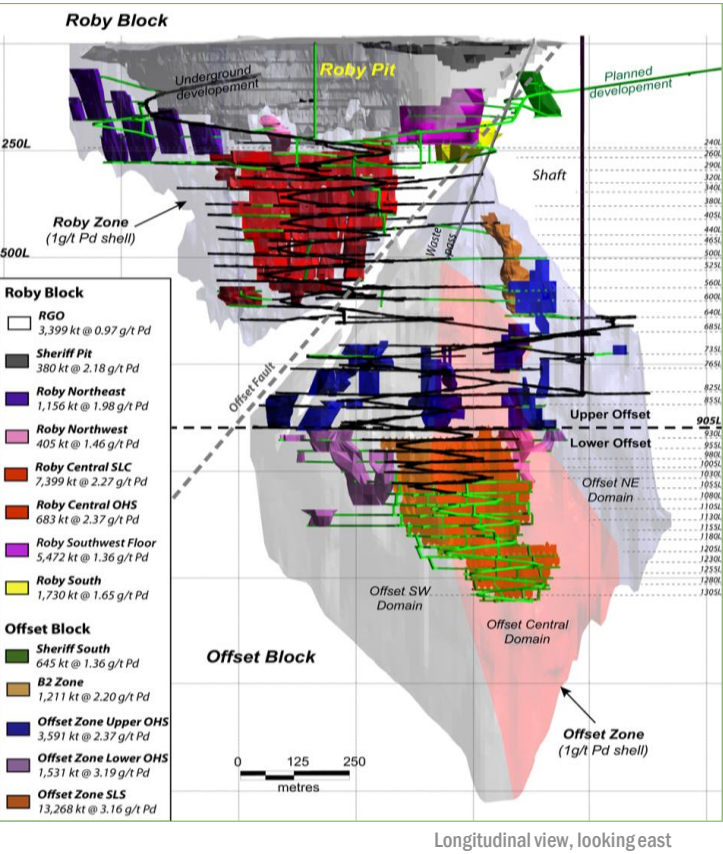 Roby Block
Underground
developement
Roby Pit
Planned
developement
250L
Shaft
Roby Zone
(1g/t Pd shell)
Waste
pass
500L
Offset Fault
240L
260L
290L
320L
340L
380L
405L
440L
465L
500L
525L
560L
600L
640L
685L
735L
765L
825L
855L
905L
930L
955L
980L
1005L
1030L
1055L
1080L
1105L
1130L
1155L
1180L
1205L
1230L
1255L
1280L
1305L
Upper Offset
Lower Offset
Offset NE
Domain
Offset SW
Domain
Offset Central
Domain
Offset Block
Offset Zone
(1g/t Pd shell)
0 125 250
metres
Roby Block
RGO
3,399 kt @ 0.97 g/t Pd
Sheriff Pit
380 kt @ 2.18 g/t Pd
Roby Northeast
1,156 kt @ 1.98 g/t Pd
Roby Northwest
405 kt @ 1.46 g/t Pd
Roby Central SLC
7,399 kt @ 2.27 g/t Pd
Roby Central OHS
683 kt @ 2.37 g/t Pd
Roby Southwest Floor
5,472 kt @ 1.36 g/t Pd
Roby South
1,730 kt @ 1.65 g/t Pd
Offset Block
Sheriff South
645 kt @ 1.36 g/t Pd
B2 Zone
1,211 kt @ 2.20 g/t Pd
Offset Zone Upper OHS
3,591 kt @ 2.37 g/t Pd
Offset Zone Lower OHS
1,531 kt @ 3.19 g/t Pd
Offset Zone SLS
13,268 kt @ 3.16 g/t Pd
Longitudinal view, looking east